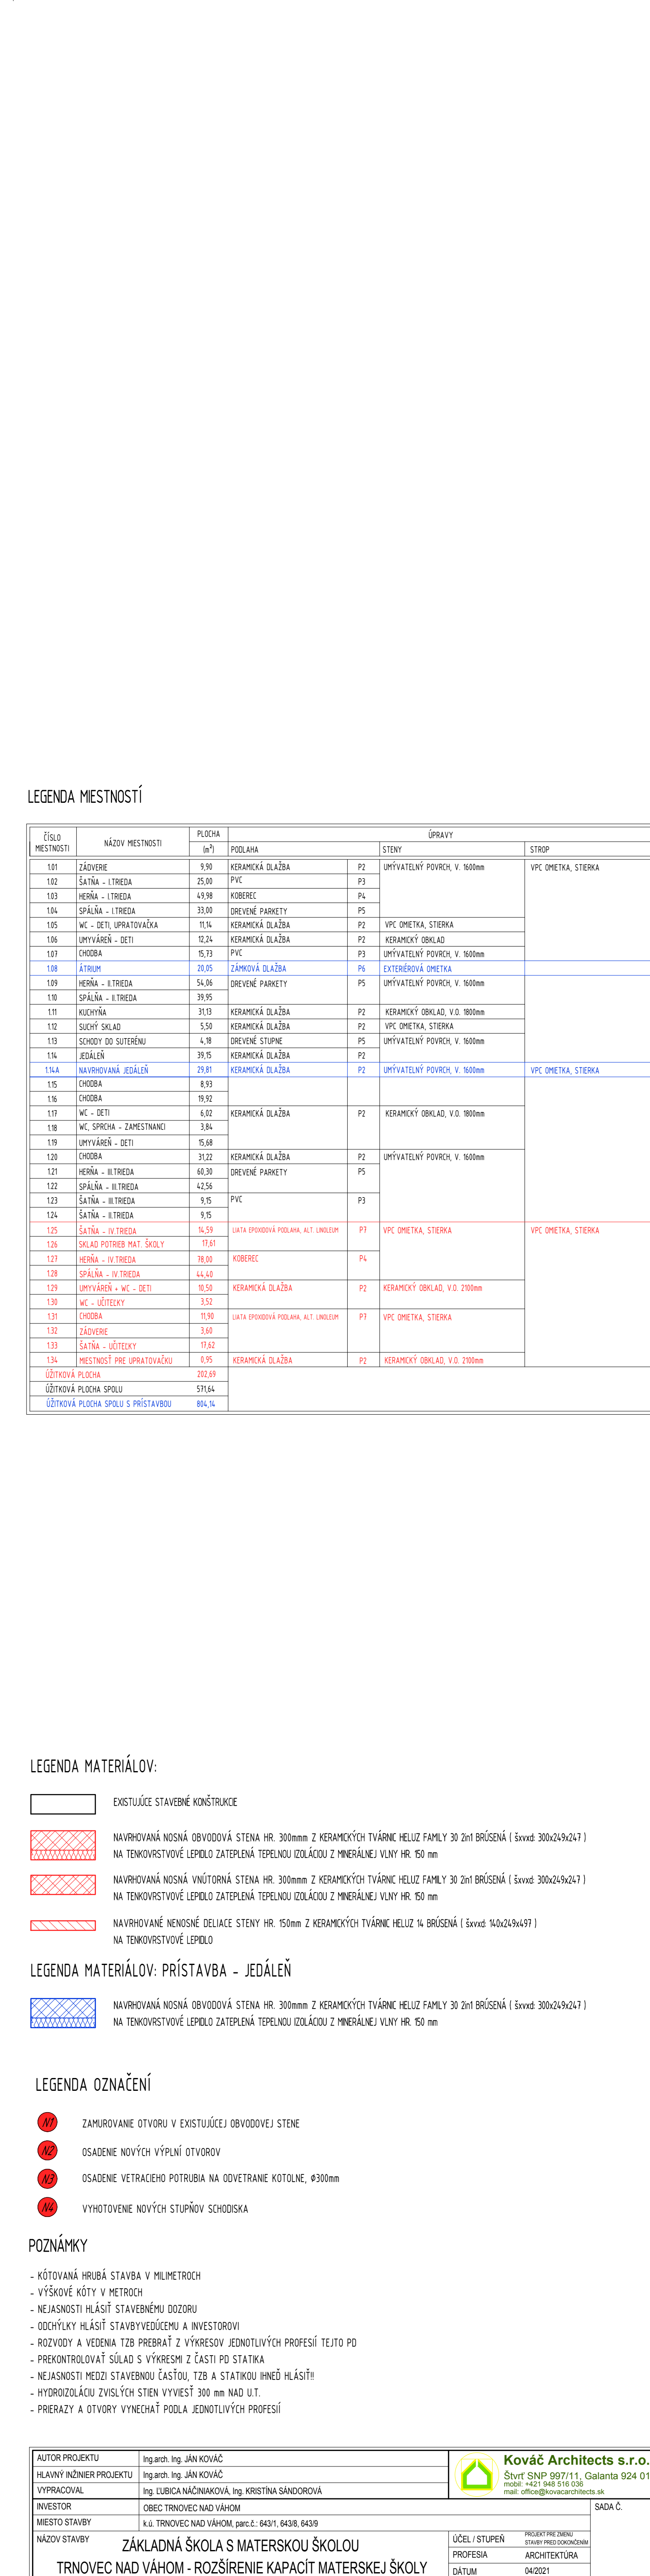 LEGENDA MIESTNOSTÍ
ČÍSLO MIESTNOSTI NÁZOV MIESTNOSTI PLOCHA (m²) ÚPRAVY
PODLAHA STENY STROP
1.01 ZÁDVERIE 9,90 KERAMICKÁ DLAŽBA P2 UMÝVATELNÝ POVRCH, V. 1600mm VPC OMIETKA, STIERKA
1.02 ŠATŇA - I.TRIEDA 25,00 PVC P3
1.03 HERŇA - I.TRIEDA 49,98 KOBEREC P4
1.04 SPÁLŇA - I.TRIEDA 33,00 DREVENÉ PARKETY P5
1.05 WC - DETI, UPRATOVAČKA 11,14 KERAMICKÁ DLAŽBA P2 VPC OMIETKA, STIERKA
1.06 UMYVÁREŇ - DETI 12,24 KERAMICKÁ DLAŽBA P2 KERAMICKÝ OBKLAD
1.07 CHODBA 15,73 PVC P3 UMÝVATELNÝ POVRCH, V. 1600mm
1.08 ÁTRIUM 20,05 ZÁMKOVÁ DLAŽBA P6 EXTERIÉROVÁ OMIETKA
1.09 HERŇA - II.TRIEDA 54,06 DREVENÉ PARKETY P5 UMÝVATELNÝ POVRCH, V. 1600mm
1.10 SPÁLŇA - II.TRIEDA 39,95
1.11 KUCHYŇA 31,13 KERAMICKÁ DLAŽBA P2 KERAMICKÝ OBKLAD, V.O. 1800mm
1.12 SUCHÝ SKLAD 5,50 KERAMICKÁ DLAŽBA P2 VPC OMIETKA, STIERKA
1.13 SCHODY DO SUTERÉNU 4,18 DREVENÉ STUPNE P5 UMÝVATELNÝ POVRCH, V. 1600mm
1.14 JEDÁLEŇ 39,15 KERAMICKÁ DLAŽBA P2
1.14A NAVRHOVANÁ JEDÁLEŇ 29,81 KERAMICKÁ DLAŽBA P2 UMÝVATELNÝ POVRCH, V. 1600mm VPC OMIETKA, STIERKA
1.15 CHODBA 8,93
1.16 CHODBA 19,92
1.17 WC - DETI 6,02 KERAMICKÁ DLAŽBA P2 KERAMICKÝ OBKLAD, V.O. 1800mm
1.18 WC, SPRCHA - ZAMESTNANCI 3,84
1.19 UMYVÁREŇ - DETI 15,68
1.20 CHODBA 31,22 KERAMICKÁ DLAŽBA P2 UMÝVATELNÝ POVRCH, V. 1600mm
1.21 HERŇA - III.TRIEDA 60,30 DREVENÉ PARKETY P5
1.22 SPÁLŇA - III.TRIEDA 42,56
1.23 ŠATŇA - III.TRIEDA 9,15 PVC P3
1.24 ŠATŇA - II.TRIEDA 9,15
1.25 ŠATŇA - IV.TRIEDA 14,59 LIATA EPOXIDOVÁ PODLAHA, ALT. LINOLEUM P7 VPC OMIETKA, STIERKA VPC OMIETKA, STIERKA
1.26 SKLAD POTRIEB MAT. ŠKOLY 17,61
1.27 HERŇA - IV.TRIEDA 78,00 KOBEREC P4
1.28 SPÁLŇA - IV.TRIEDA 44,40
1.29 UMYVÁREŇ + WC - DETI 10,50 KERAMICKÁ DLAŽBA P2 KERAMICKÝ OBKLAD, V.O. 2100mm
1.30 WC - UČITEĽKY 3,52
1.31 CHODBA 11,90 LIATA EPOXIDOVÁ PODLAHA, ALT. LINOLEUM P7 VPC OMIETKA, STIERKA
1.32 ZÁDVERIE 3,60
1.33 ŠATŇA - UČITEĽKY 17,62
1.34 MIESTNOSŤ PRE UPRATOVAČKU 0,95 KERAMICKÁ DLAŽBA P2 KERAMICKÝ OBKLAD, V.O. 2100mm
ÚŽITKOVÁ PLOCHA 202,69
ÚŽITKOVÁ PLOCHA SPOLU 571,64
ÚŽITKOVÁ PLOCHA SPOLU S PRÍSTAVBOU 804,14
LEGENDA MATERIÁLOV:
EXISTUJÚCE STAVEBNÉ KONŠTRUKCIE
NAVRHOVANÁ NOSNÁ OBVODOVÁ STENA HR. 300mmm Z KERAMICKÝCH TVÁRNIC HELUZ FAMILY 30 2in1 BRÚSENÁ ( šxvxd: 300x249x247 )
NA TENKOVRSTVOVÉ LEPIDLO ZATEPLENÁ TEPELNOU IZOLÁCIOU Z MINERÁLNEJ VLNY HR. 150 mm
NAVRHOVANÁ NOSNÁ VNÚTORNÁ STENA HR. 300mmm Z KERAMICKÝCH TVÁRNIC HELUZ FAMILY 30 2in1 BRÚSENÁ ( šxvxd: 300x249x247 )
NA TENKOVRSTVOVÉ LEPIDLO ZATEPLENÁ TEPELNOU IZOLÁCIOU Z MINERÁLNEJ VLNY HR. 150 mm
NAVRHOVANÉ NENOSNÉ DELIACE STENY HR. 150mm Z KERAMICKÝCH TVÁRNIC HELUZ 14 BRÚSENÁ ( šxvxd: 140x249x497 )
NA TENKOVRSTVOVÉ LEPIDLO
LEGENDA MATERIÁLOV: PRÍSTAVBA - JEDÁLEŇ
NAVRHOVANÁ NOSNÁ OBVODOVÁ STENA HR. 300mmm Z KERAMICKÝCH TVÁRNIC HELUZ FAMILY 30 2in1 BRÚSENÁ ( šxvxd: 300x249x247 )
NA TENKOVRSTVOVÉ LEPIDLO ZATEPLENÁ TEPELNOU IZOLÁCIOU Z MINERÁLNEJ VLNY HR. 150 mm
LEGENDA OZNAČENÍ
N1 ZAMUROVANIE OTVORU V EXISTUJÚCEJ OBVODOVEJ STENE
N2 OSADENIE NOVÝCH VÝPLNÍ OTVOROV
N3 OSADENIE VETRACIEHO POTRUBIA NA ODVETRANIE KOTOLNE, Ø300mm
N4 VYHOTOVENIE NOVÝCH STUPŇOV SCHODISKA
POZNÁMKY
- KÓTOVANÁ HRUBÁ STAVBA V MILIMETROCH
- VÝŠKOVÉ KÓTY V METROCH
- NEJASNOSTI HLÁSIŤ STAVEBNÉMU DOZORU
- ODCHÝLKY HLÁSIŤ STAVBYVEDÚCEMU A INVESTOROVI
- ROZVODY A VEDENIA TZB PREBRAŤ Z VÝKRESOV JEDNOTLIVÝCH PROFESIÍ TEJTO PD
- PREKONTROLOVAŤ SÚLAD S VÝKRESMI Z ČASTI PD STATIKA
- NEJASNOSTI MEDZI STAVEBNOU ČASŤOU, TZB A STATIKOU IHNEĎ HLÁSIŤ!!
- HYDROIZOLÁCIU ZVISLÝCH STIEN VYVIESŤ 300 mm NAD U.T.
- PRIERAZY A OTVORY VYNECHAŤ PODLA JEDNOTLIVÝCH PROFESIÍ
AUTOR PROJEKTU Ing.arch. Ing. JÁN KOVÁČ
HLAVNÝ INŽINIER PROJEKTU Ing.arch. Ing. JÁN KOVÁČ
VYPRACOVAL Ing. ĽUBICA NÁČINIAKOVÁ, Ing. KRISTÍNA SÁNDOROVÁ
Kováč Architects s.r.o.
Štvrť SNP 997/11, Galanta 924 01
mobil: +421 948 516 036
mail: office@kovacarchitects.sk
INVESTOR OBEC TRNOVEC NAD VÁHOM
SADA Č.
MIESTO STAVBY k.ú. TRNOVEC NAD VÁHOM, parc.č.: 643/1, 643/8, 643/9
NÁZOV STAVBY ZÁKLADNÁ ŠKOLA S MATERSKOU ŠKOLOU
TRNOVEC NAD VÁHOM - ROZŠÍRENIE KAPACÍT MATERSKEJ ŠKOLY
ÚČEL / STUPEŇ PROJEKT PRE ZMENU STAVBY PRED DOKONČENÍM
PROFESIA ARCHITEKTÚRA
DÁTUM 04/2021